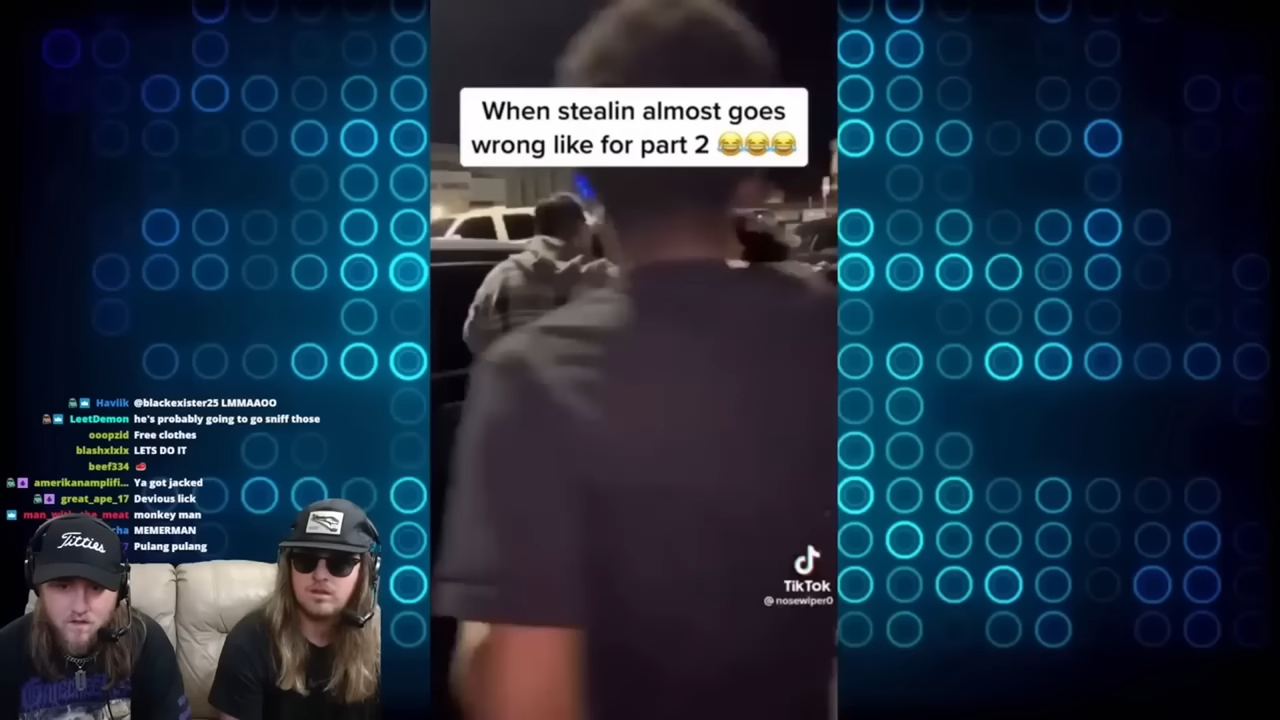 When stealin almost goes
wrong like for part 2 😂😂😂
Havlik @blackexister25 LMMAAOO
LeetDemon he's probably going to go sniff those
ooopzid Free clothes
blashxlxlx LETS DO IT
beef334 🥩
amerikanamplifi... Ya got jacked
great_ape_17 Devious lick
man_with_the_meat monkey man
MEMERMAN
Pulang pulang
Titties
TikTok
@nosewiper0